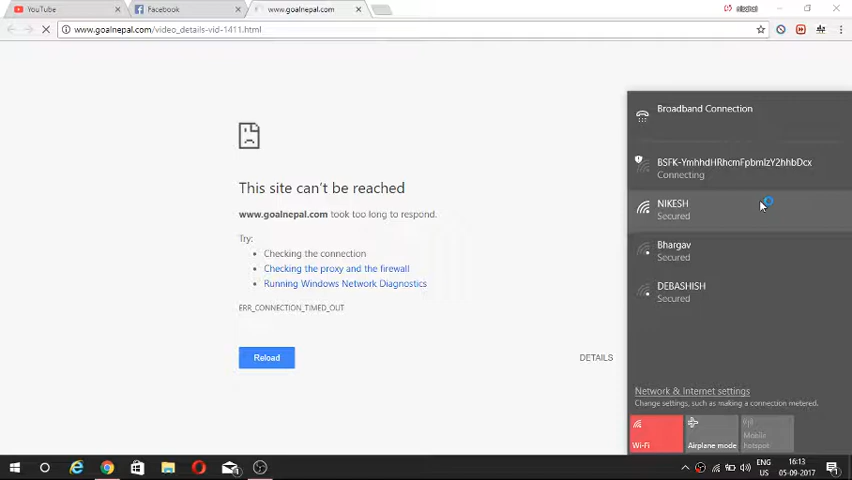 YouTube
Facebook
www.goalnepal.com
www.goalnepal.com/video_details-vid-1411.html
This site can't be reached
www.goalnepal.com took too long to respond.
Try:
Checking the connection
Checking the proxy and the firewall
Running Windows Network Diagnostics
ERR_CONNECTION_TIMED_OUT
Reload
DETAILS
Broadband Connection
BSFK-YmhhdHRhcmFpbmlzY2hhbDcx
Connecting
NIKESH
Secured
Bhargav
Secured
DEBASHISH
Secured
Network & Internet settings
Change settings, such as making a connection metered.
Wi-Fi
Airplane mode
Mobile
hotspot
ENG
US
16:13
05-09-2017